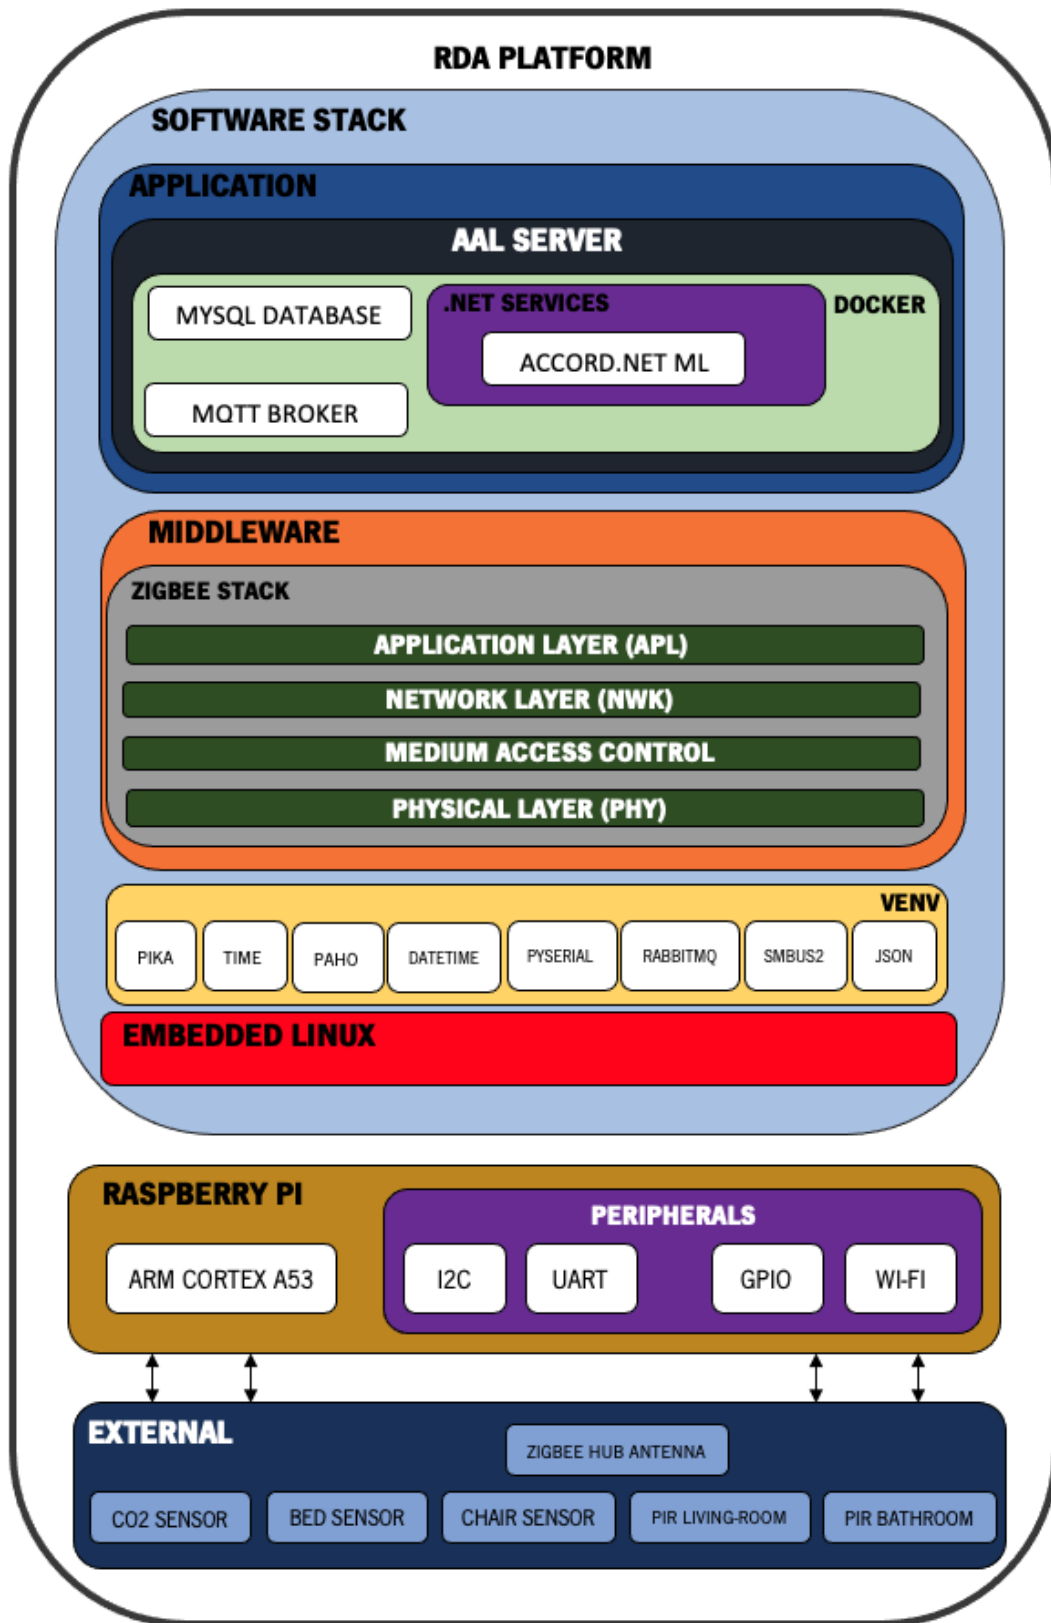 RDA PLATFORM
SOFTWARE STACK
APPLICATION
AAL SERVER
MYSQL DATABASE
.NET SERVICES
DOCKER
ACCORD.NET ML
MQTT BROKER
MIDDLEWARE
ZIGBEE STACK
APPLICATION LAYER (APL)
NETWORK LAYER (NWK)
MEDIUM ACCESS CONTROL
PHYSICAL LAYER (PHY)
VENV
PIKA
TIME
PAHO
DATETIME
PYSERIAL
RABBITMQ
SMBUS2
JSON
EMBEDDED LINUX
RASPBERRY PI
PERIPHERALS
ARM CORTEX A53
I2C
UART
GPIO
WI-FI
EXTERNAL
ZIGBEE HUB ANTENNA
CO2 SENSOR
BED SENSOR
CHAIR SENSOR
PIR LIVING-ROOM
PIR BATHROOM